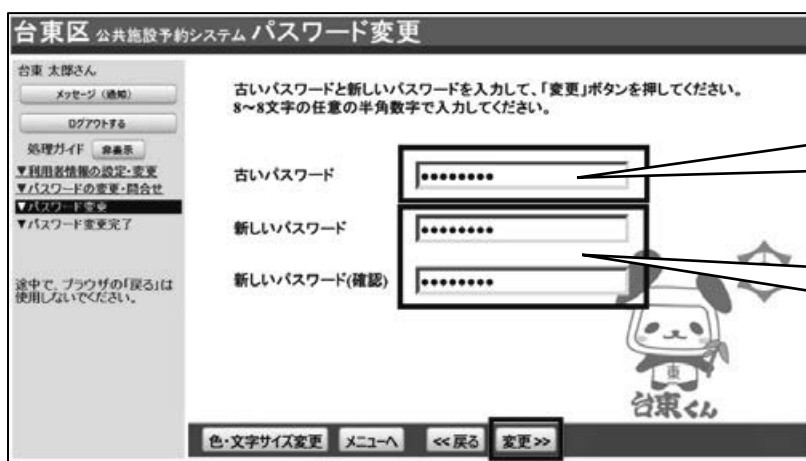 台東区 公共施設予約システム パスワード変更
台東 太郎さん
メッセージ（通知）
ログアウトする
処理ガイド 非表示
▼利用者情報の設定・変更
▼パスワードの変更・問合せ
▼パスワード変更
▼パスワード変更完了
途中で、ブラウザの「戻る」は
使用しないでください。
古いパスワードと新しいパスワードを入力して、「変更」ボタンを押してください。
8～8文字の任意の半角数字で入力してください。
古いパスワード ●●●●●●●●
新しいパスワード ●●●●●●●●
新しいパスワード(確認) ●●●●●●●●
東
台東くん
色・文字サイズ変更 メニューへ <<戻る 変更>>